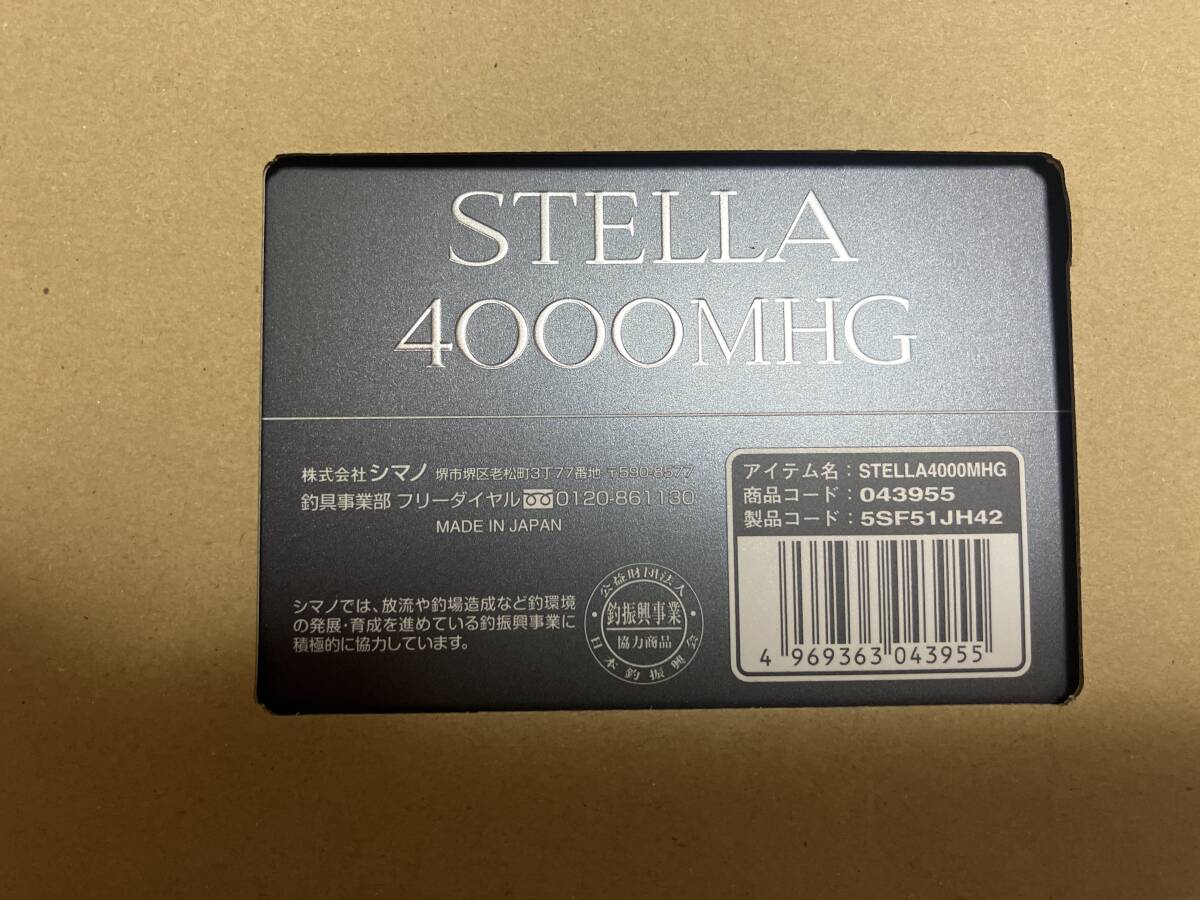 STELLA
4000MHG
株式会社シマノ 堺市堺区老松町3丁77番地 〒590-8577
釣具事業部 フリーダイヤル 0120-861130
MADE IN JAPAN
シマノでは、放流や釣場造成など釣環境
の発展・育成を進めている釣振興事業に
積極的に協力しています。
公益財団法人
釣振興事業
協力商品
日本釣振興会
アイテム名:STELLA4000MHG
商品コード:043955
製品コード:5SF51JH42
4 969363 043955